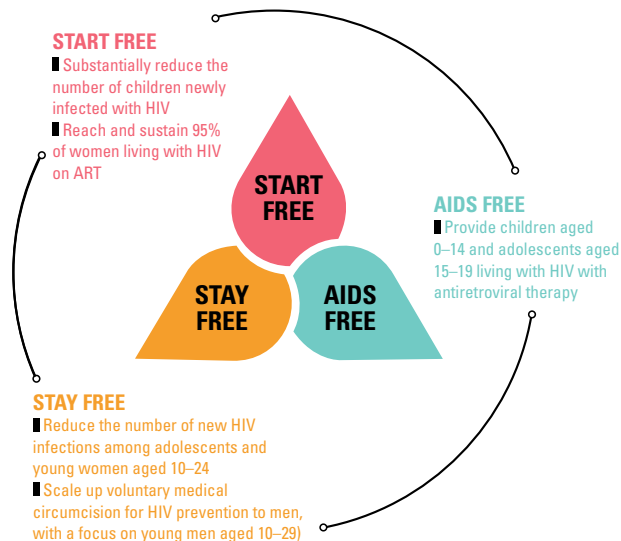 START FREE
▮ Substantially reduce the
number of children newly
infected with HIV
▮ Reach and sustain 95%
of women living with HIV
on ART
START
FREE
AIDS FREE
▮ Provide children aged
0–14 and adolescents aged
15–19 living with HIV with
antiretroviral therapy
STAY
FREE
AIDS
FREE
STAY FREE
▮ Reduce the number of new HIV
infections among adolescents and
young women aged 10–24
▮ Scale up voluntary medical
circumcision for HIV prevention to men,
with a focus on young men aged 10–29)